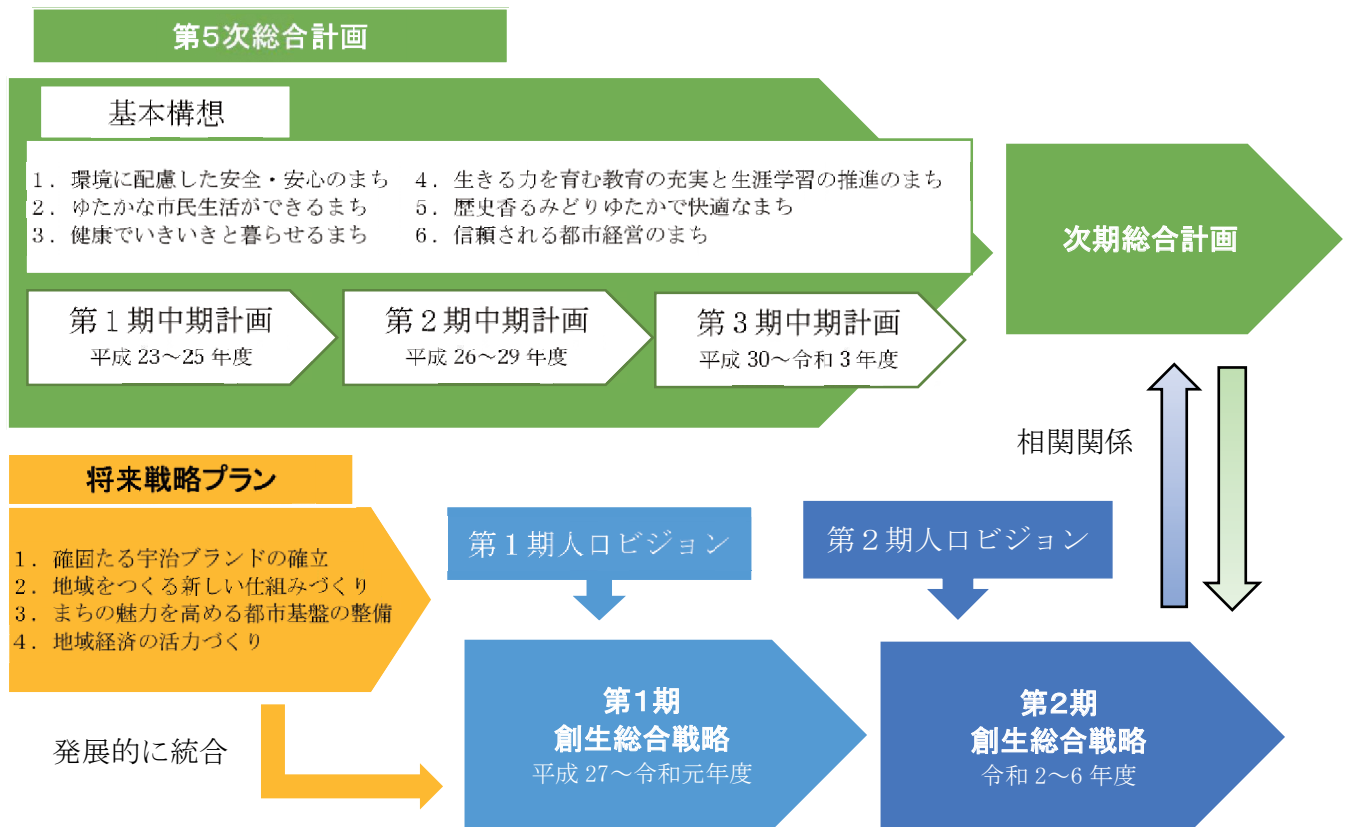 第5次総合計画
基本構想
1．環境に配慮した安全・安心のまち
2．ゆたかな市民生活ができるまち
3．健康でいきいきと暮らせるまち
4．生きる力を育む教育の充実と生涯学習の推進のまち
5．歴史香るみどりゆたかで快適なまち
6．信頼される都市経営のまち
第１期中期計画
平成 23～25 年度
第２期中期計画
平成 26～29 年度
第３期中期計画
平成 30～令和 3 年度
次期総合計画
相関関係
将来戦略プラン
1．確固たる宇治ブランドの確立
2．地域をつくる新しい仕組みづくり
3．まちの魅力を高める都市基盤の整備
4．地域経済の活力づくり
発展的に統合
第１期人口ビジョン
第２期人口ビジョン
第1期
創生総合戦略
平成 27～令和元年度
第2期
創生総合戦略
令和 2～6 年度